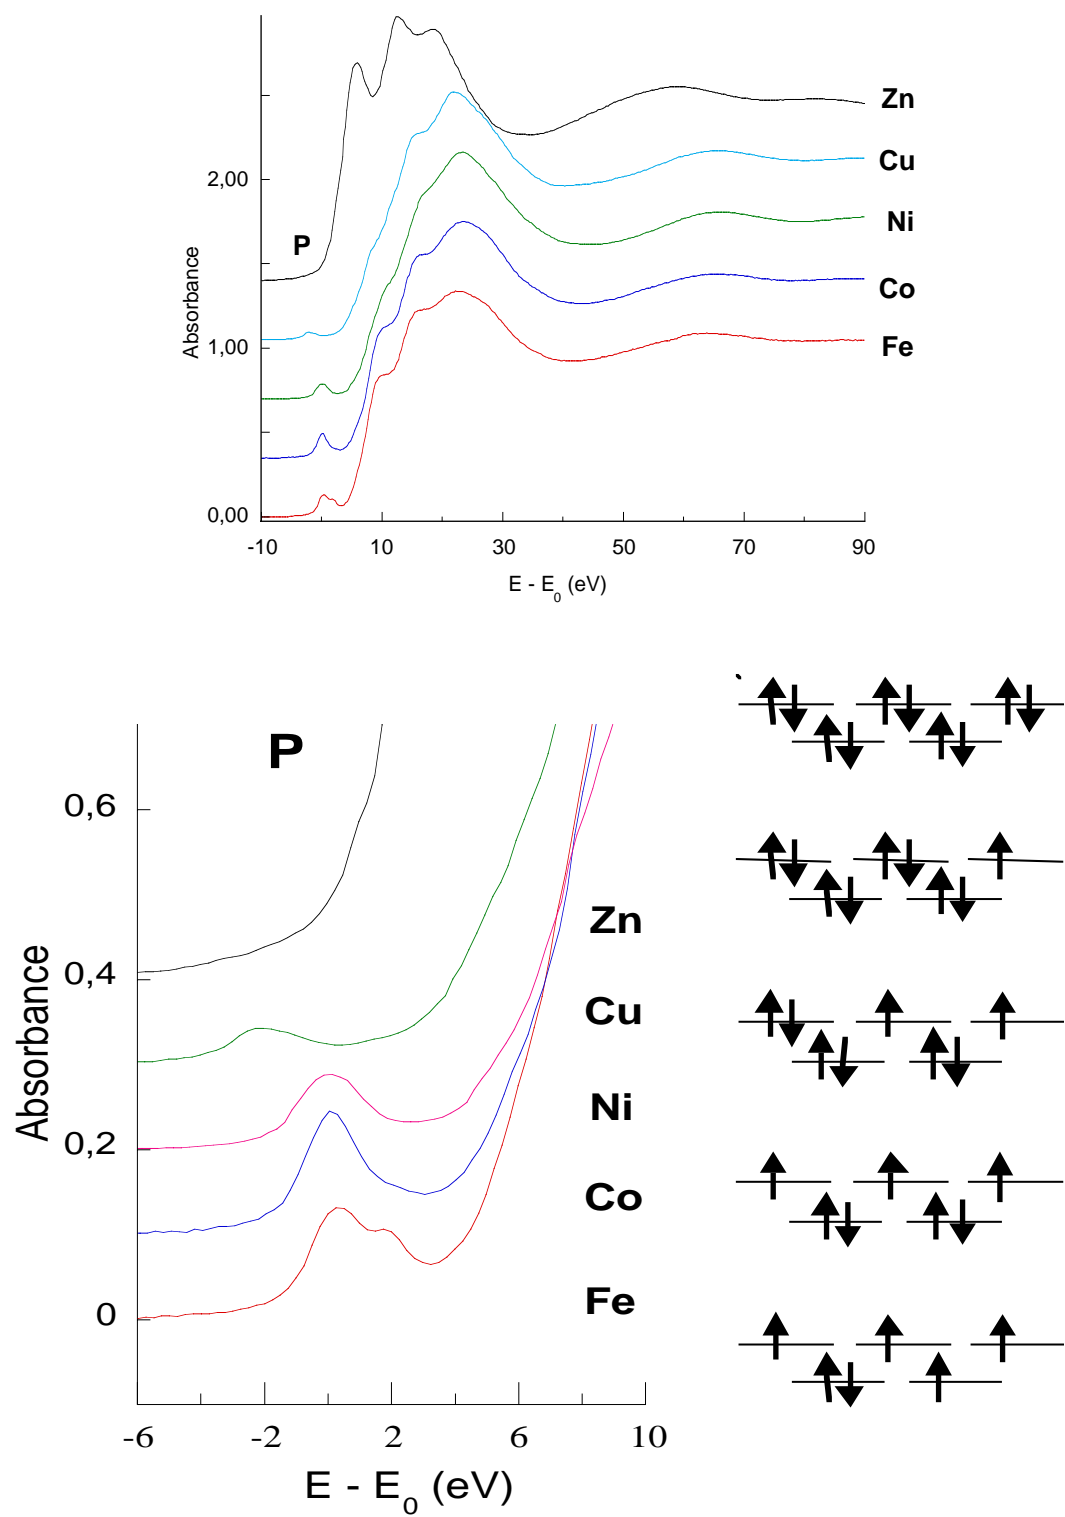 Zn
Cu
2,00
Ni
P
Absorbance
Co
1,00
Fe
0,00
-10 10 30 50 70 90
E - E0 (eV)
P
0,6
Zn
0,4
Absorbance
Cu
Ni
0,2
Co
Fe
0
-6 -2 2 6 10
E - E0 (eV)